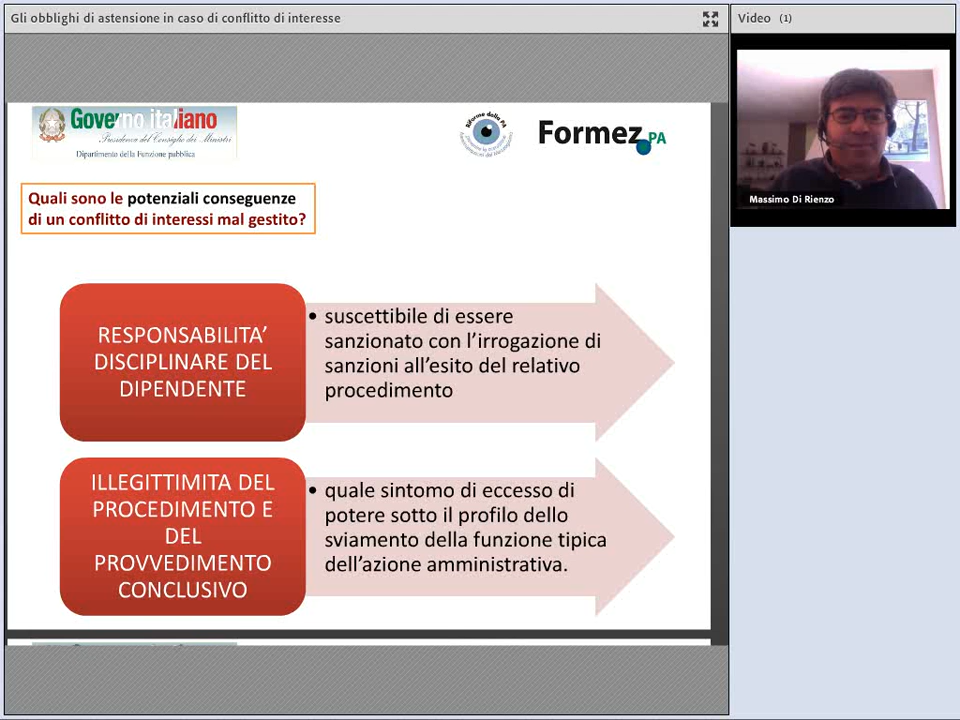 Gli obblighi di astensione in caso di conflitto di interesse
Video (1)
Governo italiano
Presidenza del Consiglio dei Ministri
Dipartimento della Funzione pubblica
Formez PA
Massimo Di Rienzo
Quali sono le potenziali conseguenze
di un conflitto di interessi mal gestito?
RESPONSABILITA’
DISCIPLINARE DEL
DIPENDENTE
• suscettibile di essere
sanzionato con l’irrogazione di
sanzioni all’esito del relativo
procedimento
ILLEGITTIMITA DEL
PROCEDIMENTO E
DEL
PROVVEDIMENTO
CONCLUSIVO
• quale sintomo di eccesso di
potere sotto il profilo dello
sviamento della funzione tipica
dell’azione amministrativa.